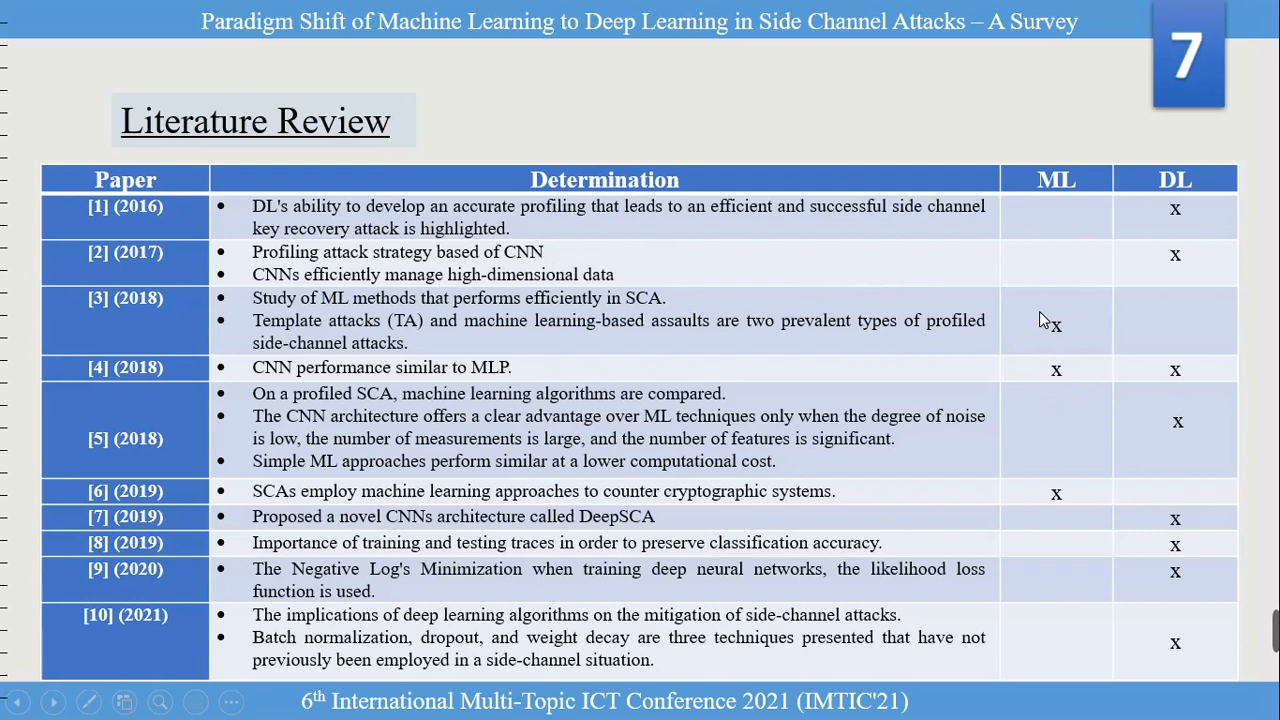 Paradigm Shift of Machine Learning to Deep Learning in Side Channel Attacks – A Survey
7
Literature Review
Paper Determination ML DL
[1] (2016) • DL's ability to develop an accurate profiling that leads to an efficient and successful side channel x
key recovery attack is highlighted.
[2] (2017) • Profiling attack strategy based of CNN x
• CNNs efficiently manage high-dimensional data
[3] (2018) • Study of ML methods that performs efficiently in SCA.
• Template attacks (TA) and machine learning-based assaults are two prevalent types of profiled x
side-channel attacks.
[4] (2018) • CNN performance similar to MLP. x x
• On a profiled SCA, machine learning algorithms are compared.
• The CNN architecture offers a clear advantage over ML techniques only when the degree of noise x
[5] (2018) is low, the number of measurements is large, and the number of features is significant.
• Simple ML approaches perform similar at a lower computational cost.
[6] (2019) • SCAs employ machine learning approaches to counter cryptographic systems. x
[7] (2019) • Proposed a novel CNNs architecture called DeepSCA x
[8] (2019) • Importance of training and testing traces in order to preserve classification accuracy. x
[9] (2020) • The Negative Log's Minimization when training deep neural networks, the likelihood loss x
function is used.
[10] (2021) • The implications of deep learning algorithms on the mitigation of side-channel attacks.
• Batch normalization, dropout, and weight decay are three techniques presented that have not x
previously been employed in a side-channel situation.
6th International Multi-Topic ICT Conference 2021 (IMTIC'21)